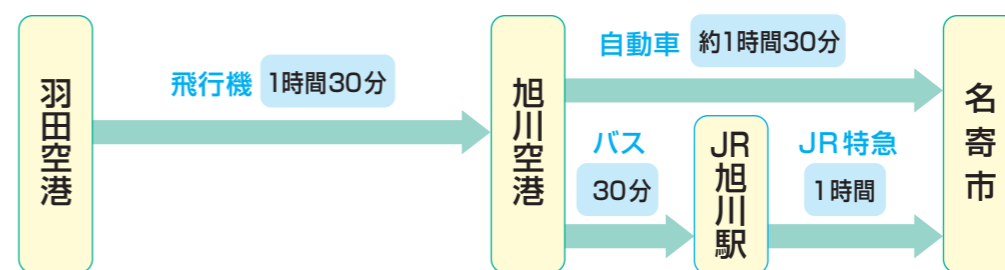 羽田空港
飛行機 1時間30分
旭川空港
自動車 約1時間30分
バス
30分
JR旭川駅
JR特急
1時間
名寄市